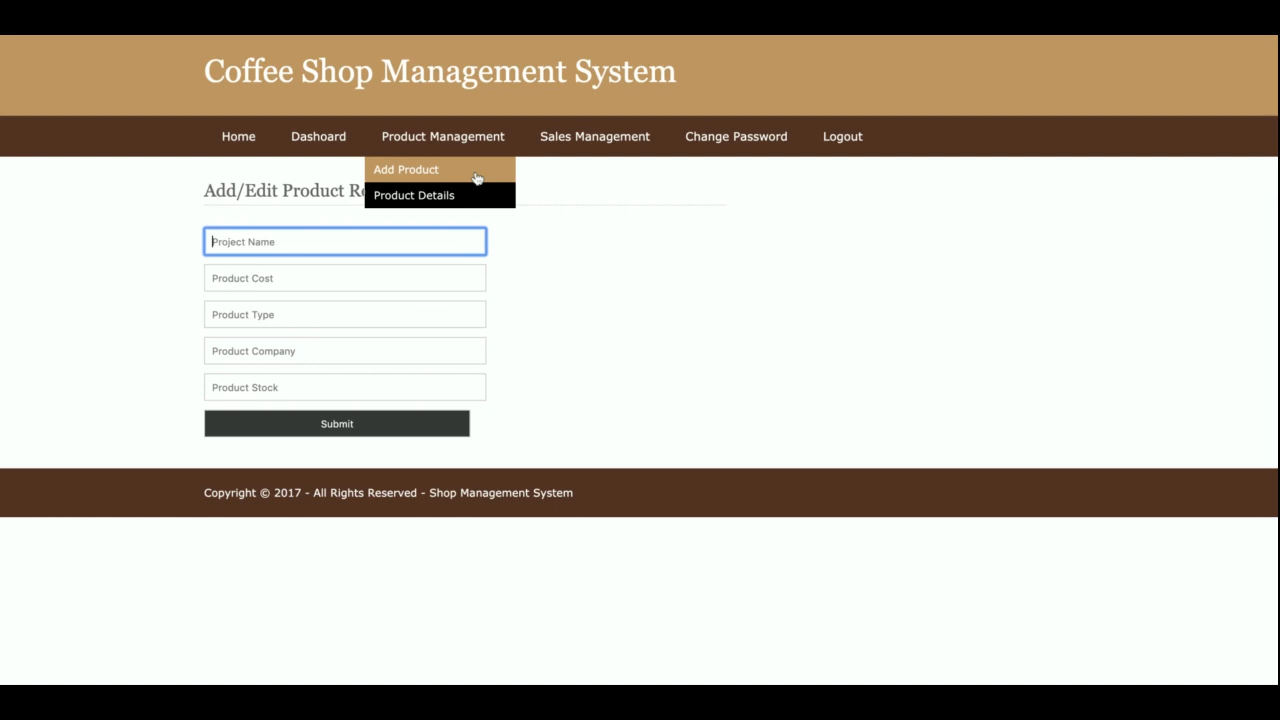 Coffee Shop Management System
Home Dashoard Product Management Sales Management Change Password Logout
Add Product
Add/Edit Product
Product Details
Project Name
Product Cost
Product Type
Product Company
Product Stock
Submit
Copyright © 2017 - All Rights Reserved - Shop Management System